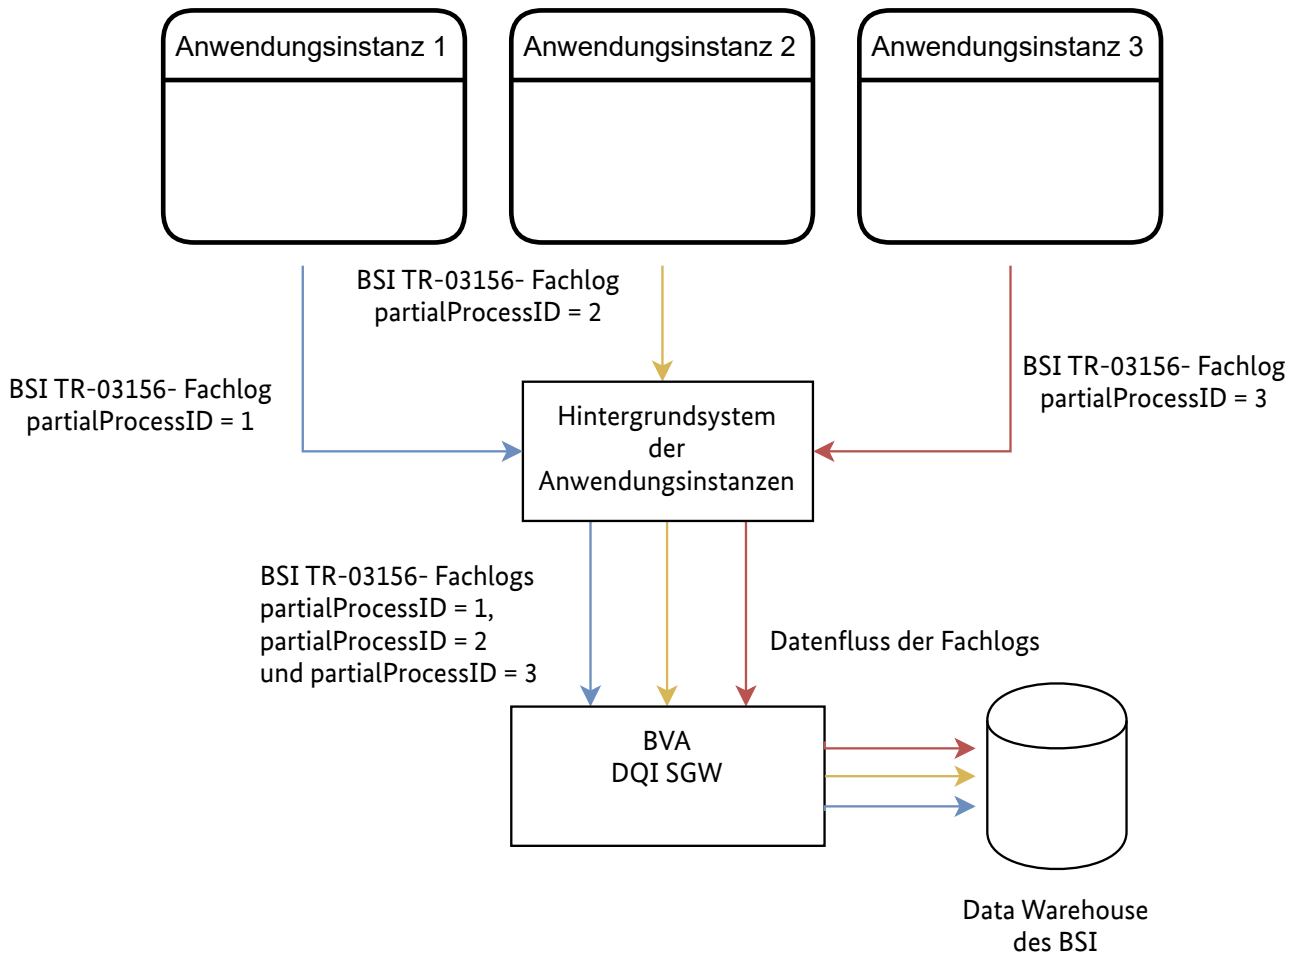 Anwendungsinstanz 1
Anwendungsinstanz 2
Anwendungsinstanz 3
BSI TR-03156- Fachlog
partialProcessID = 2
BSI TR-03156- Fachlog
partialProcessID = 1
BSI TR-03156- Fachlog
partialProcessID = 3
Hintergrundsystem
der
Anwendungsinstanzen
BSI TR-03156- Fachlogs
partialProcessID = 1,
partialProcessID = 2
und partialProcessID = 3
Datenfluss der Fachlogs
BVA
DQI SGW
Data Warehouse
des BSI